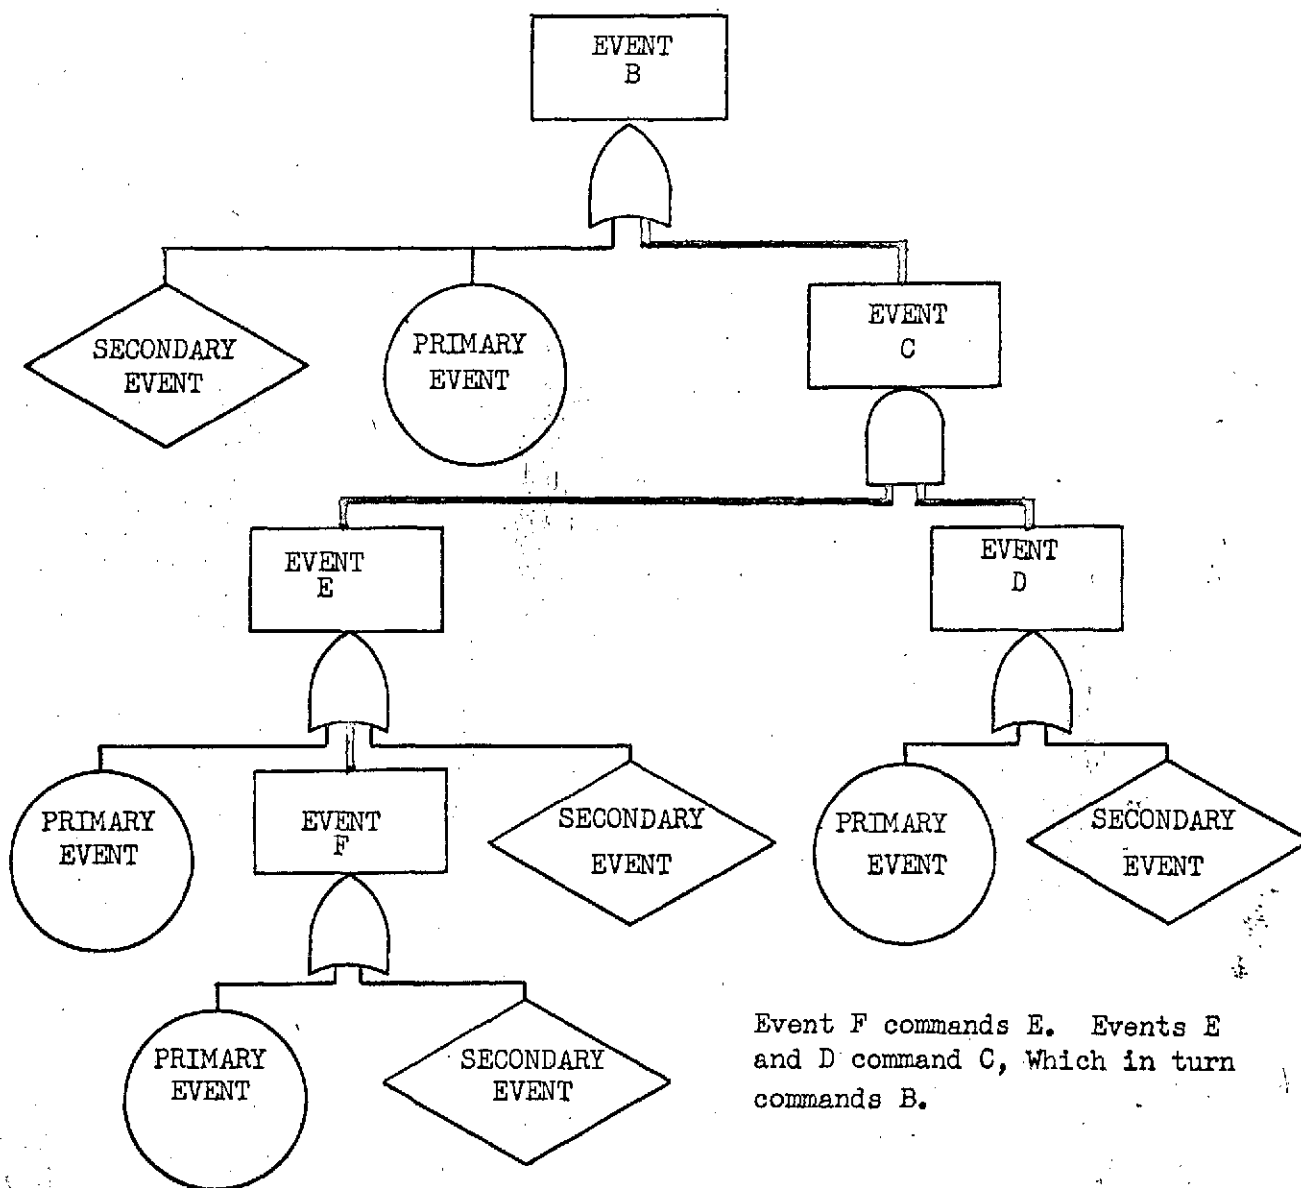 EVENT
B
SECONDARY
EVENT
PRIMARY
EVENT
EVENT
C
EVENT
E
EVENT
D
PRIMARY
EVENT
EVENT
F
SECONDARY
EVENT
PRIMARY
EVENT
SECONDARY
EVENT
PRIMARY
EVENT
SECONDARY
EVENT
Event F commands E. Events E
and D command C, Which in turn
commands B.